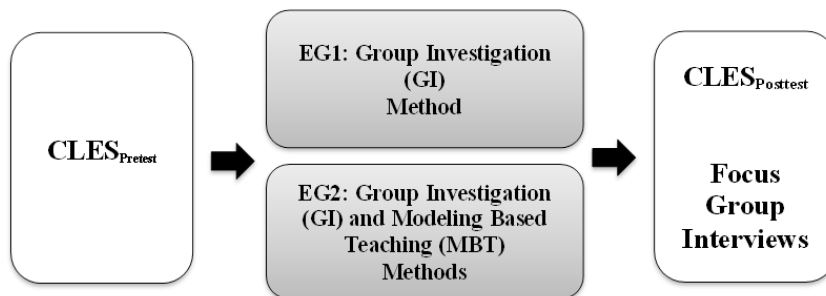 CLESPretest
EG1: Group Investigation
(GI)
Method
EG2: Group Investigation
(GI) and Modeling Based
Teaching (MBT)
Methods
CLESPosttest
Focus
Group
Interviews